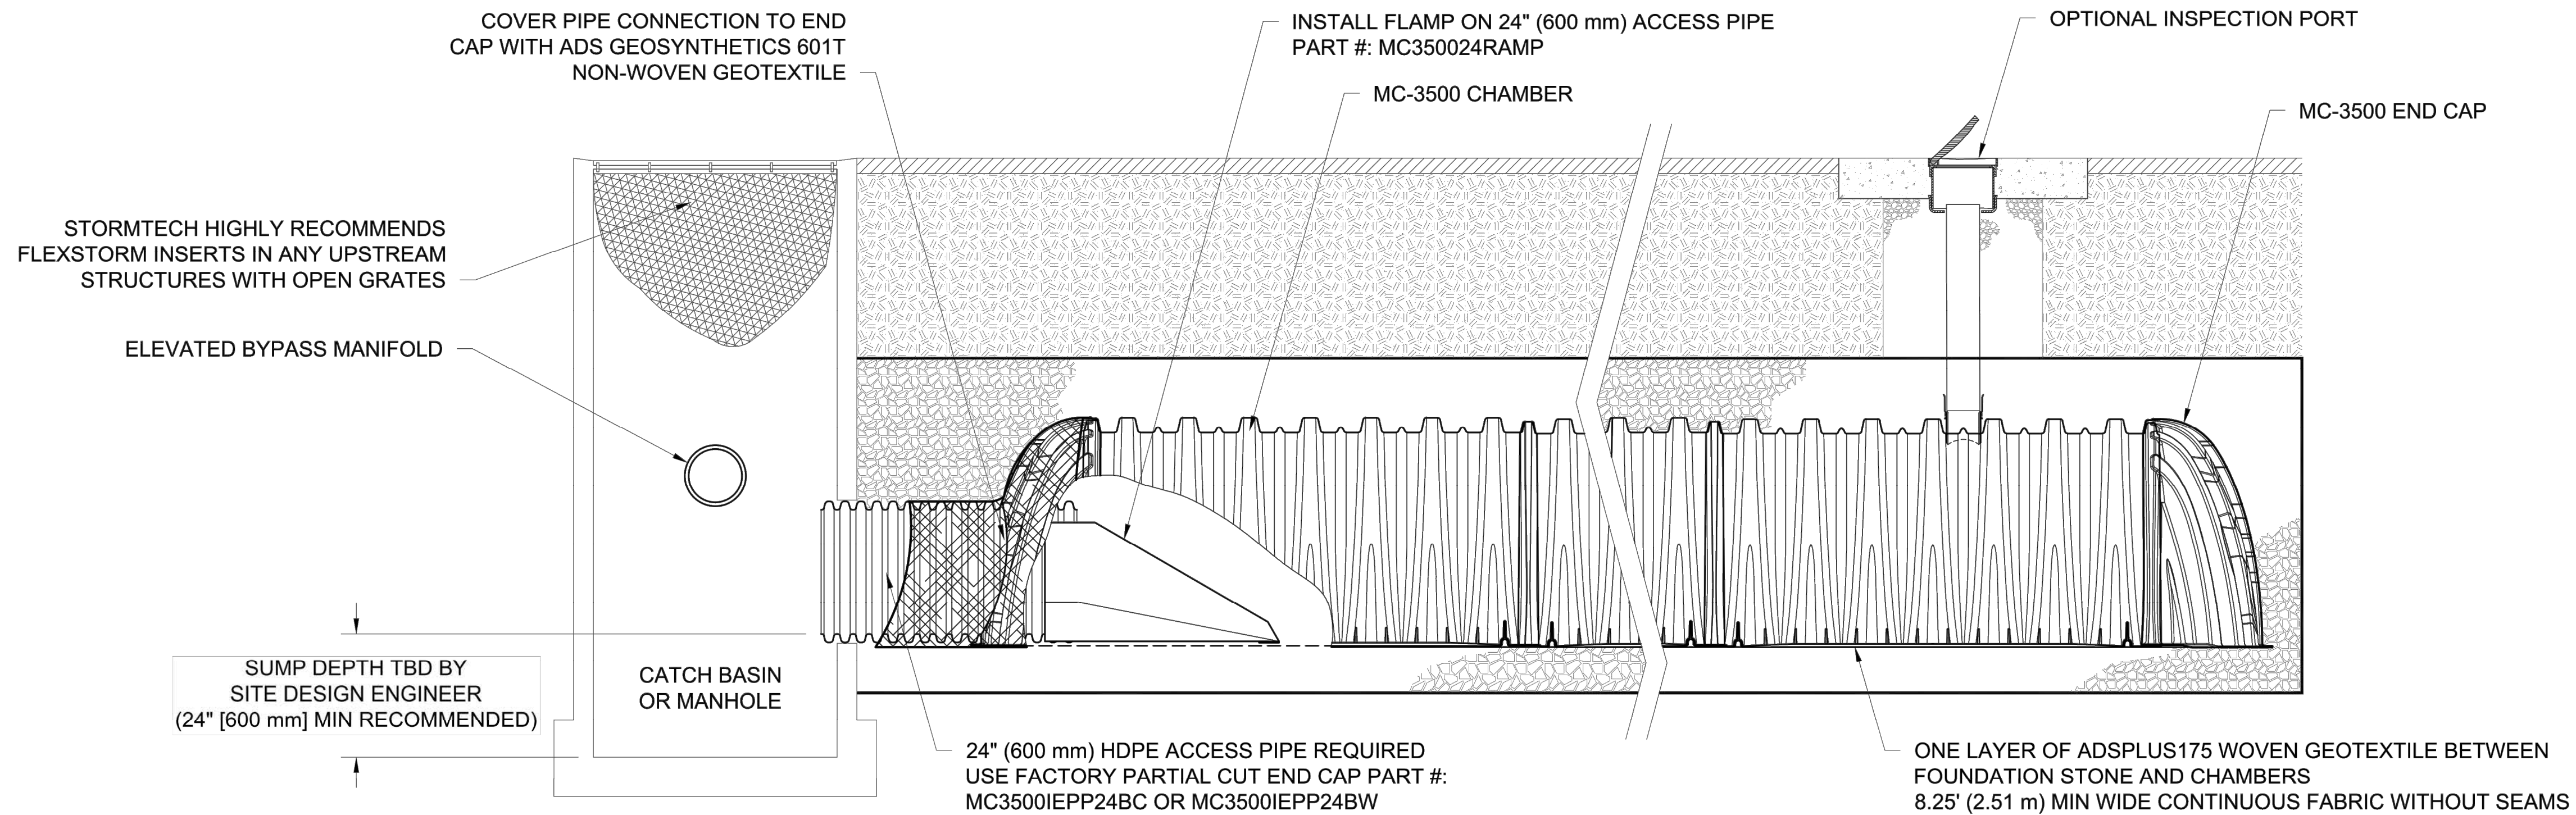 COVER PIPE CONNECTION TO END
CAP WITH ADS GEOSYNTHETICS 601T
NON-WOVEN GEOTEXTILE
INSTALL FLAMP ON 24" (600 mm) ACCESS PIPE
PART #: MC350024RAMP
MC-3500 CHAMBER
OPTIONAL INSPECTION PORT
MC-3500 END CAP
STORMTECH HIGHLY RECOMMENDS
FLEXSTORM INSERTS IN ANY UPSTREAM
STRUCTURES WITH OPEN GRATES
ELEVATED BYPASS MANIFOLD
SUMP DEPTH TBD BY
SITE DESIGN ENGINEER
(24" [600 mm] MIN RECOMMENDED)
CATCH BASIN
OR MANHOLE
24" (600 mm) HDPE ACCESS PIPE REQUIRED
USE FACTORY PARTIAL CUT END CAP PART #:
MC3500IEPP24BC OR MC3500IEPP24BW
ONE LAYER OF ADSPLUS175 WOVEN GEOTEXTILE BETWEEN
FOUNDATION STONE AND CHAMBERS
8.25' (2.51 m) MIN WIDE CONTINUOUS FABRIC WITHOUT SEAMS